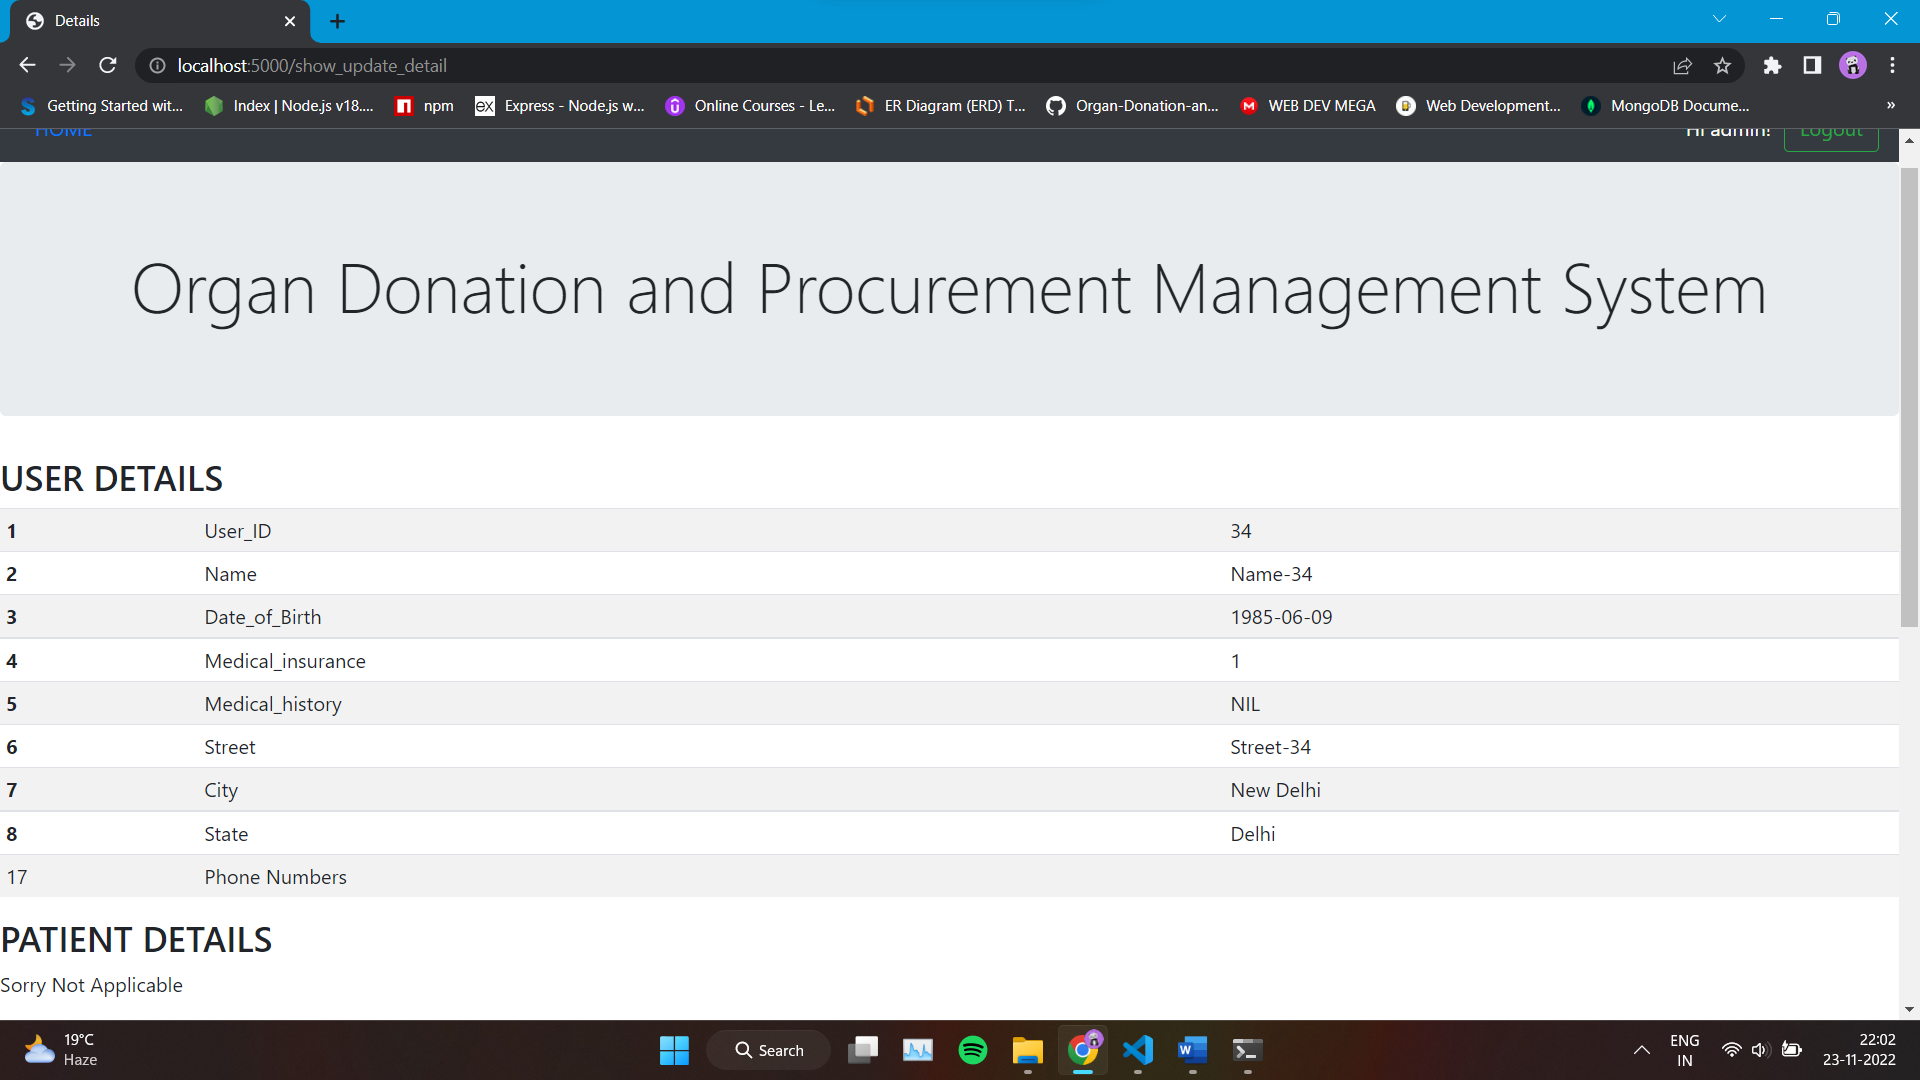 Details
localhost:5000/show_update_detail
Getting Started wit...
Index | Node.js v18....
npm
ex
Express - Node.js w...
Online Courses - Le...
ER Diagram (ERD) T...
Organ-Donation-an...
WEB DEV MEGA
Web Development...
MongoDB Docume...
»
HOME
Hi admin!
Logout
Organ Donation and Procurement Management System
USER DETAILS
1 User_ID 34
2 Name Name-34
3 Date_of_Birth 1985-06-09
4 Medical_insurance 1
5 Medical_history NIL
6 Street Street-34
7 City New Delhi
8 State Delhi
17 Phone Numbers
PATIENT DETAILS
Sorry Not Applicable
19°C
Haze
Search
ENG
IN
22:02
23-11-2022